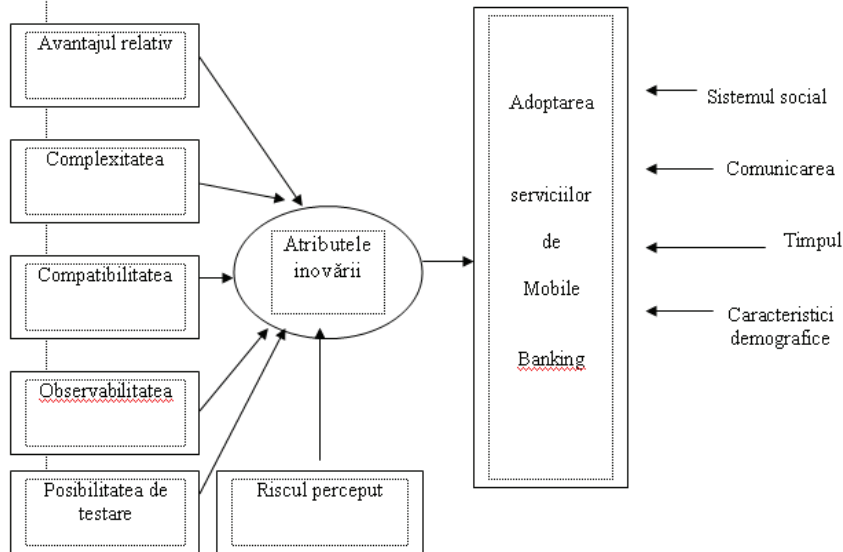 Avantajul relativ
Complexitatea
Compatibilitatea
Observabilitatea
Posibilitatea de
testare
Riscul perceput
Atributele
inovării
Adoptarea
serviciilor
de
Mobile
Banking
Sistemul social
Comunicarea
Timpul
Caracteristici
demografice